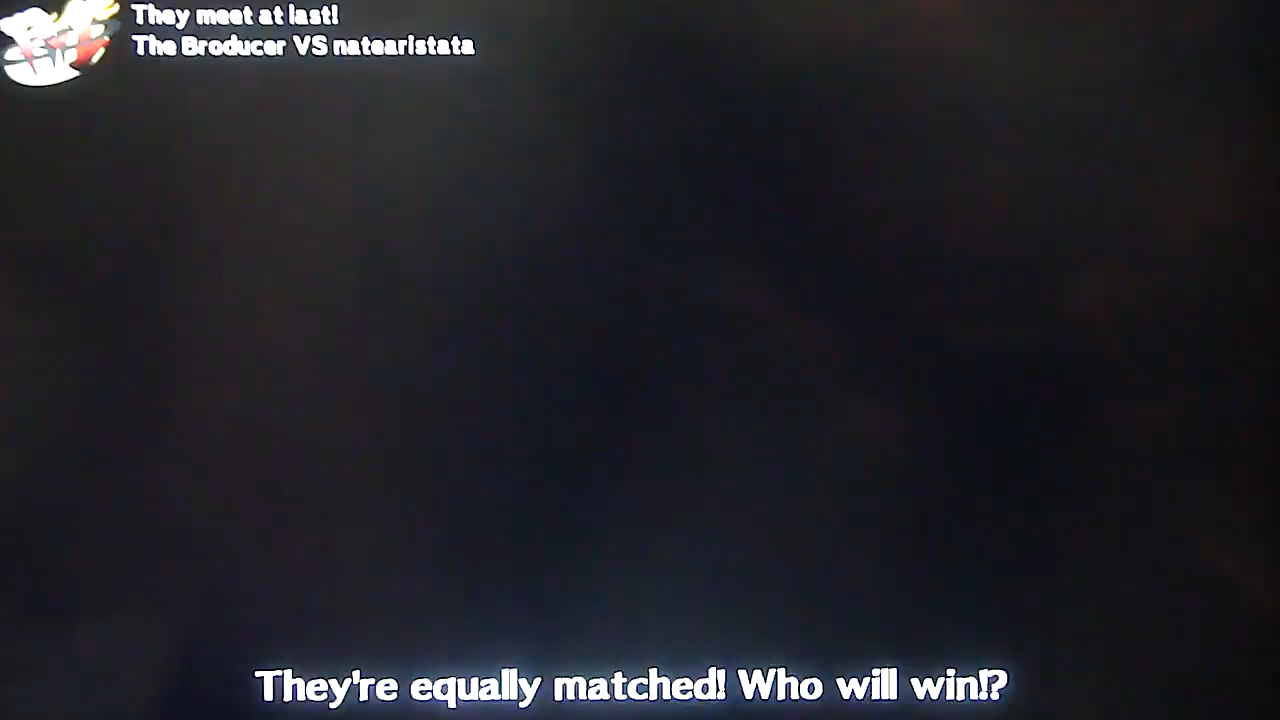 They meet at last!
The Broducer VS natearistata
They're equally matched! Who will win!?